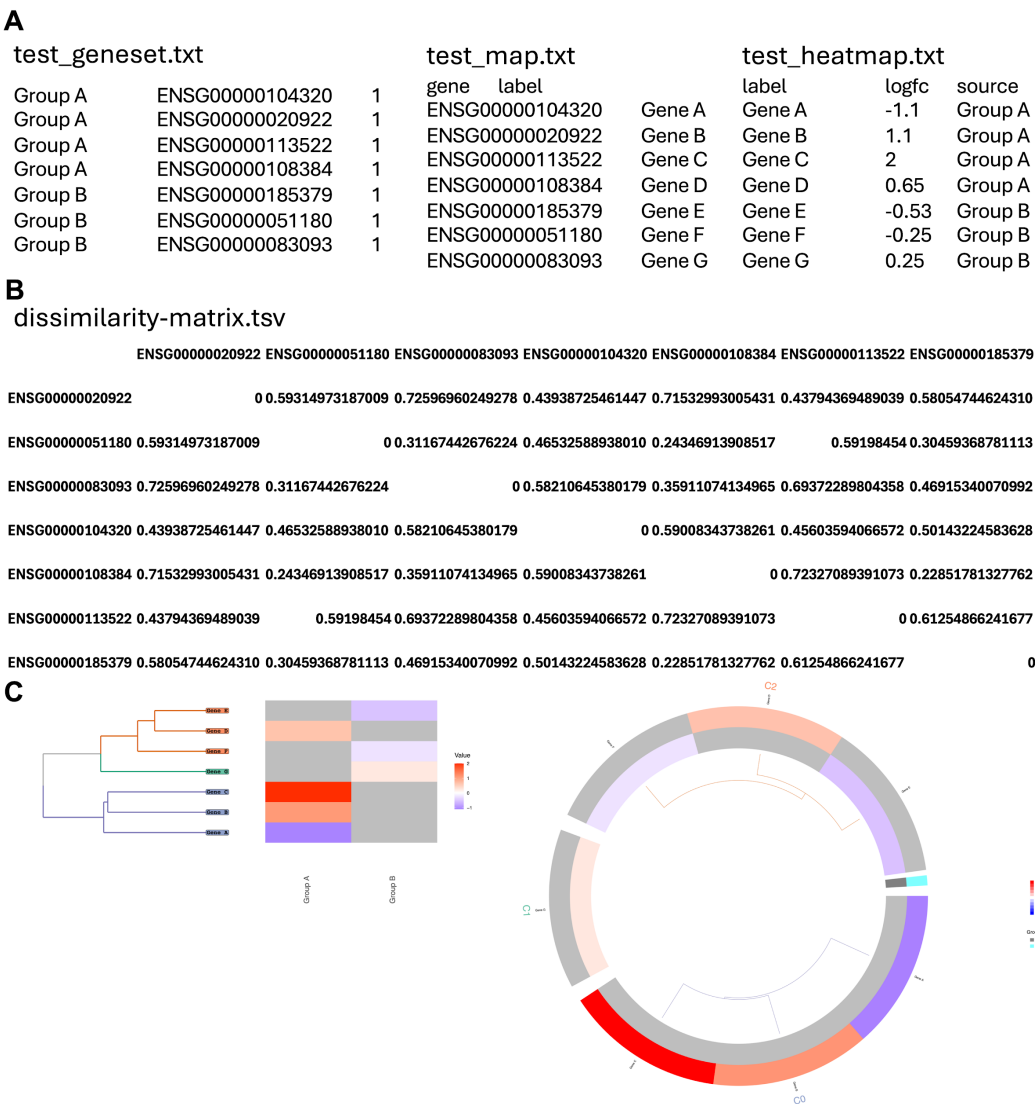 A
test_geneset.txt
Group A ENSG00000104320 1
Group A ENSG00000020922 1
Group A ENSG00000113522 1
Group A ENSG00000108384 1
Group B ENSG00000185379 1
Group B ENSG00000051180 1
Group B ENSG00000083093 1
test_map.txt
gene label
ENSG00000104320 Gene A
ENSG00000020922 Gene B
ENSG00000113522 Gene C
ENSG00000108384 Gene D
ENSG00000185379 Gene E
ENSG00000051180 Gene F
ENSG00000083093 Gene G
test_heatmap.txt
label logfc source
Gene A -1.1 Group A
Gene B 1.1 Group A
Gene C 2 Group A
Gene D 0.65 Group A
Gene E -0.53 Group B
Gene F -0.25 Group B
Gene G 0.25 Group B
B
dissimilarity-matrix.tsv
ENSG00000020922 ENSG00000051180 ENSG00000083093 ENSG00000104320 ENSG00000108384 ENSG00000113522 ENSG00000185379
ENSG00000020922 0 0.59314973187009 0.72596960249278 0.43938725461447 0.71532993005431 0.43794369489039 0.58054744624310
ENSG00000051180 0.59314973187009 0 0.31167442676224 0.46532588938010 0.24346913908517 0.59198454 0.30459368781113
ENSG00000083093 0.72596960249278 0.31167442676224 0 0.58210645380179 0.35911074134965 0.69372289804358 0.46915340070992
ENSG00000104320 0.43938725461447 0.46532588938010 0.58210645380179 0 0.59008343738261 0.45603594066572 0.50143224583628
ENSG00000108384 0.71532993005431 0.24346913908517 0.35911074134965 0.59008343738261 0 0.72327089391073 0.22851781327762
ENSG00000113522 0.43794369489039 0.59198454 0.69372289804358 0.45603594066572 0.72327089391073 0 0.61254866241677
ENSG00000185379 0.58054744624310 0.30459368781113 0.46915340070992 0.50143224583628 0.22851781327762 0.61254866241677 0
C
Gene E
Gene D
Gene F
Gene G
Gene C
Gene B
Gene A
Group A
Group B
Value
2
1
0
-1
C2
C1
C0